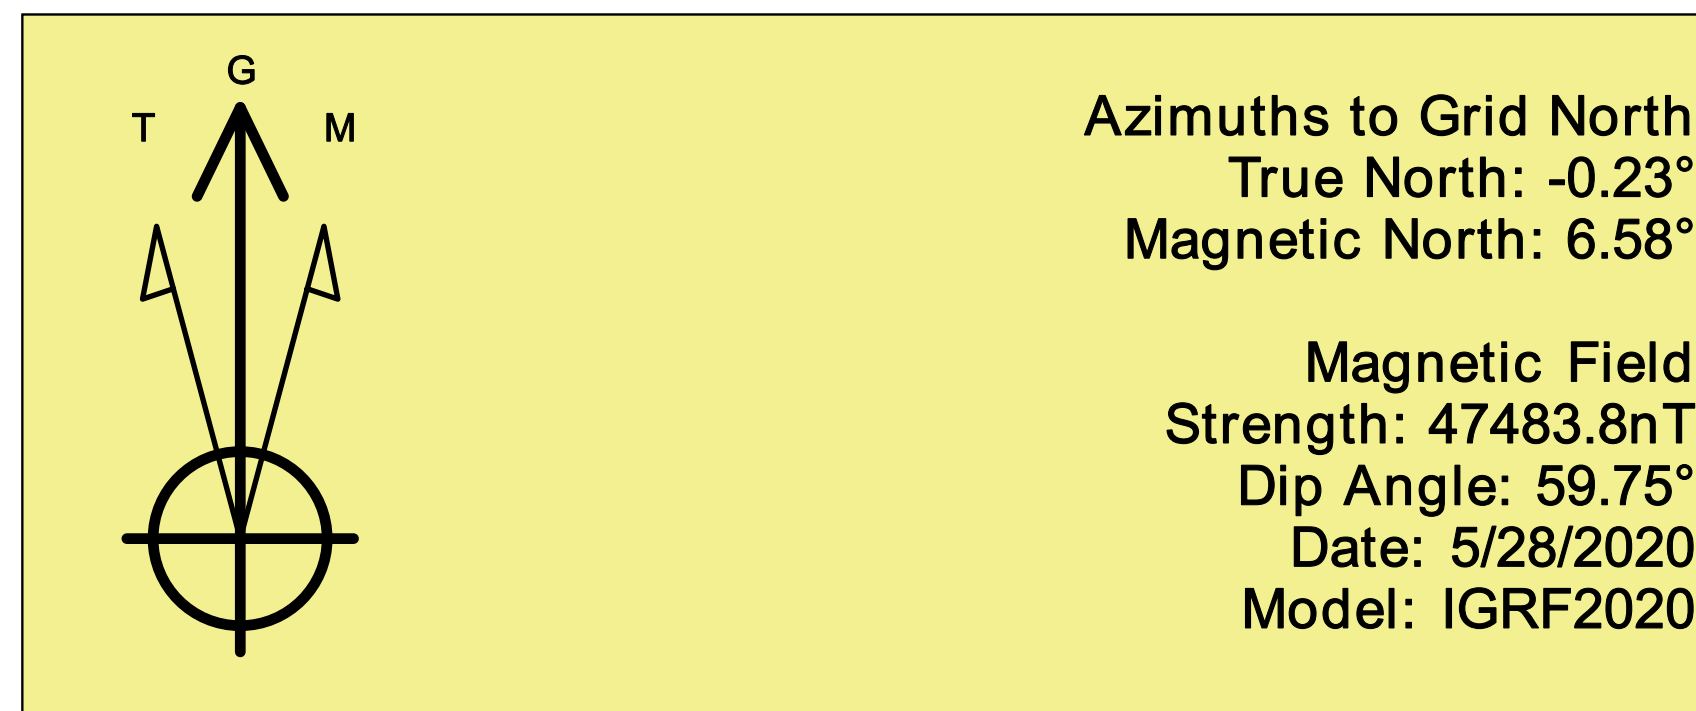 G
T M
Azimuths to Grid North
True North: -0.23°
Magnetic North: 6.58°
Magnetic Field
Strength: 47483.8nT
Dip Angle: 59.75°
Date: 5/28/2020
Model: IGRF2020